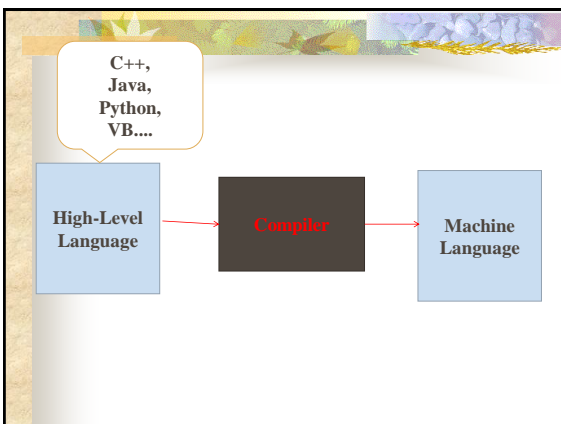 C++,
Java,
Python,
VB....
High-Level
Language
Compiler
Machine
Language